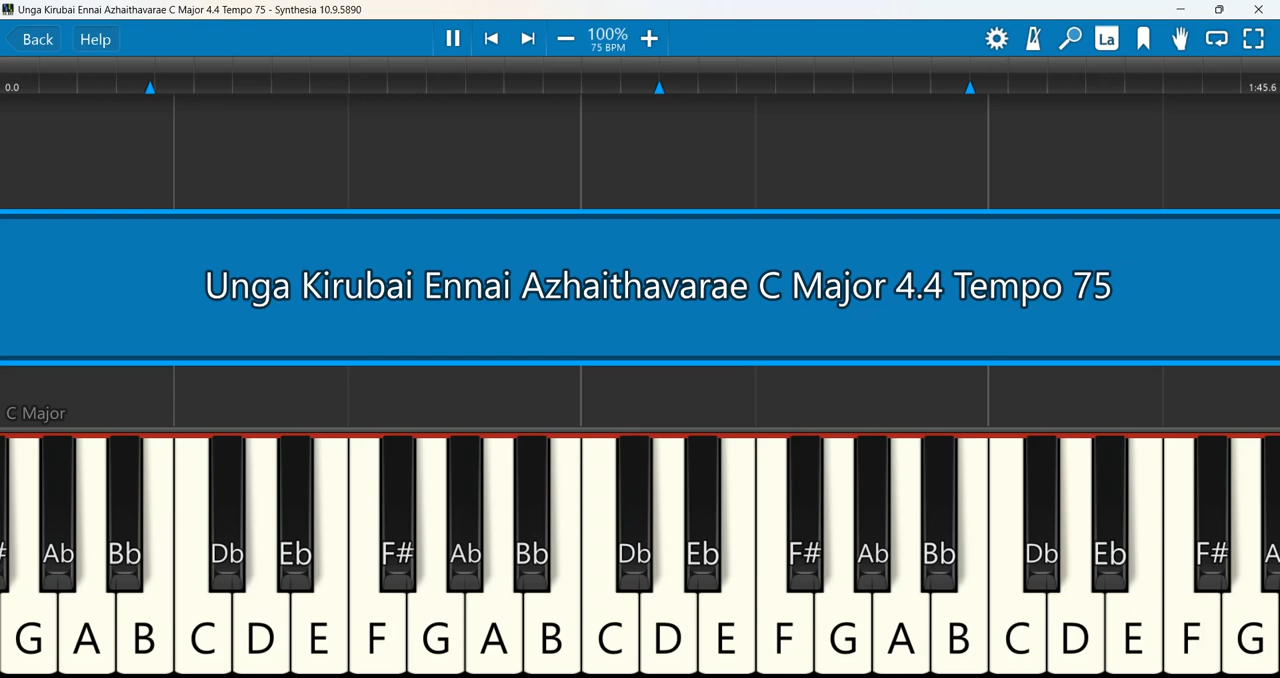 Unga Kirubai Ennai Azhaithavarae C Major 4.4 Tempo 75 - Synthesia 10.9.5890
Back Help 100% La
75 BPM
0.0 1:45.6
Unga Kirubai Ennai Azhaithavarae C Major 4.4 Tempo 75
C Major
# Ab Bb Db Eb F# Ab Bb Db Eb F# Ab Bb Db Eb F# A
G A B C D E F G A B C D E F G A B C D E F G